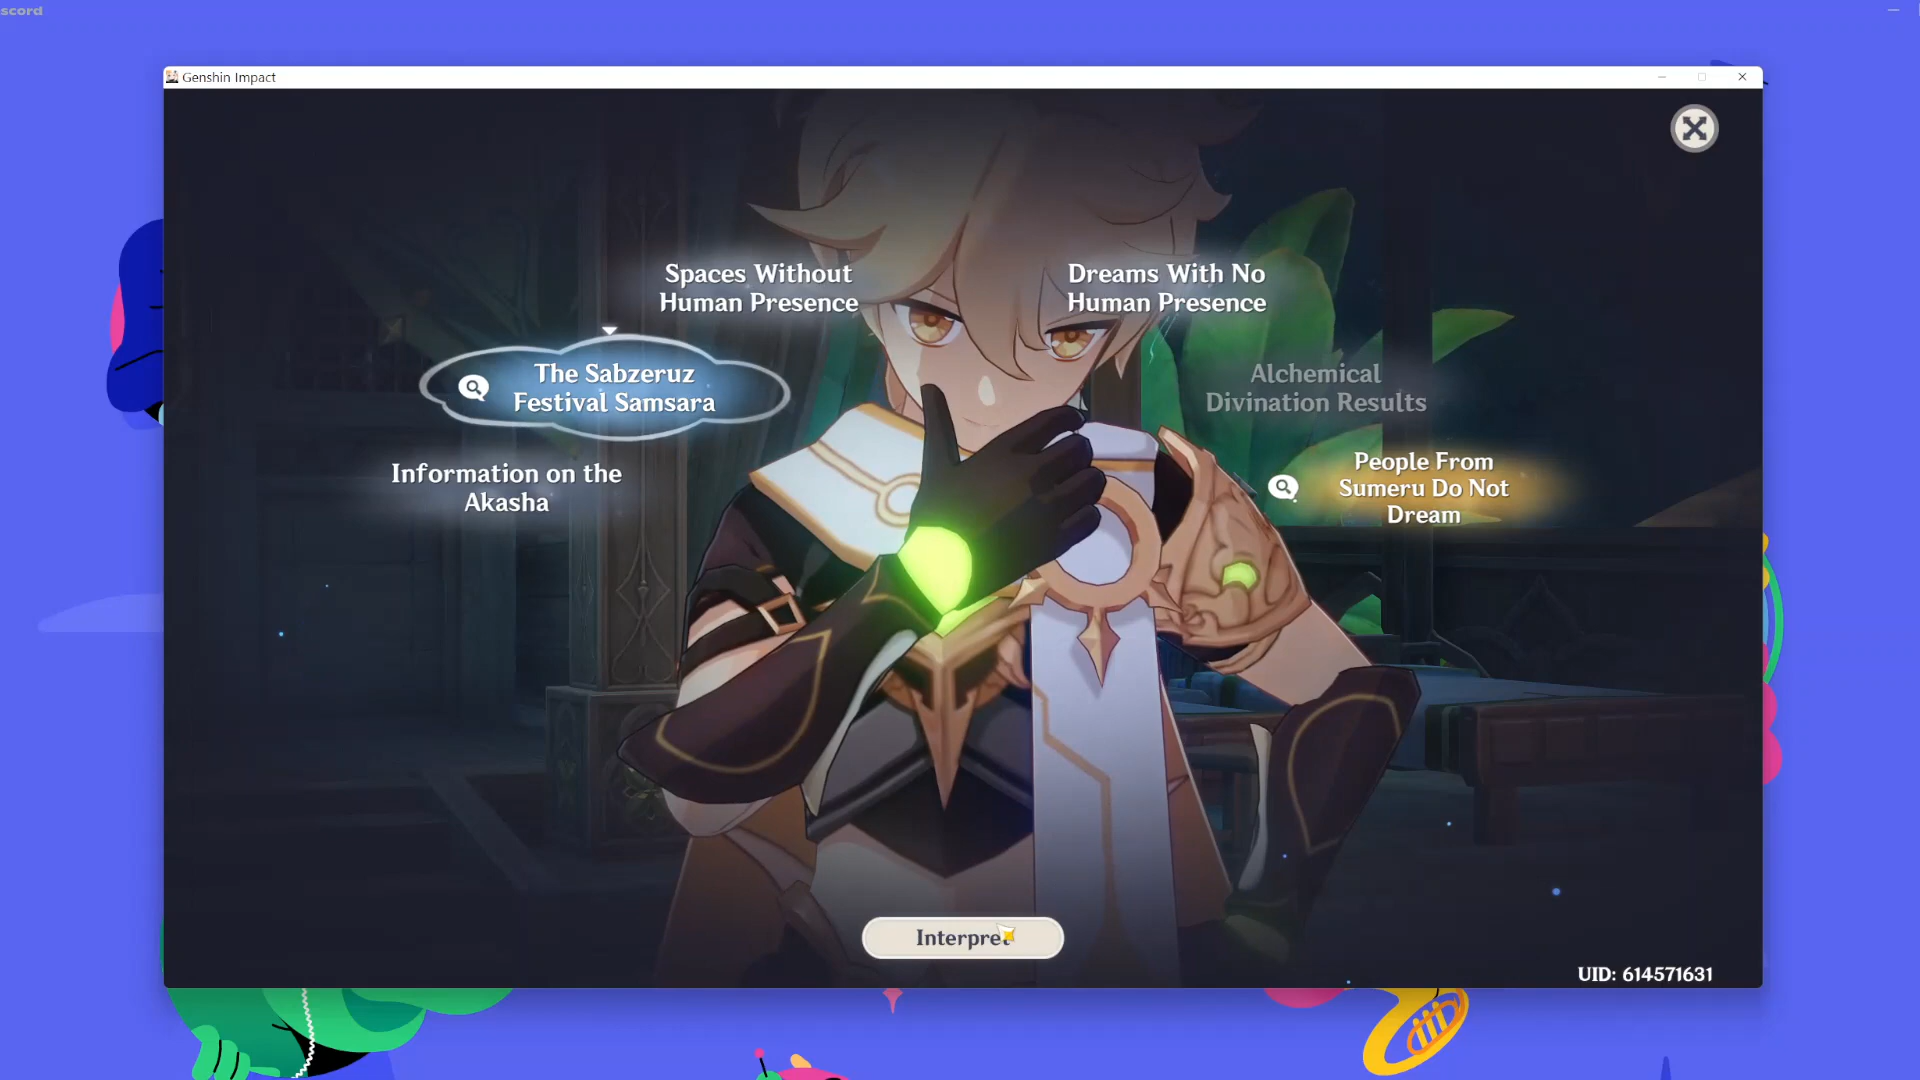 scord
Genshin Impact
Spaces Without
Human Presence
Dreams With No
Human Presence
The Sabzeruz
Festival Samsara
Alchemical
Divination Results
Information on the
Akasha
People From
Sumeru Do Not
Dream
Interpret
UID: 614571631